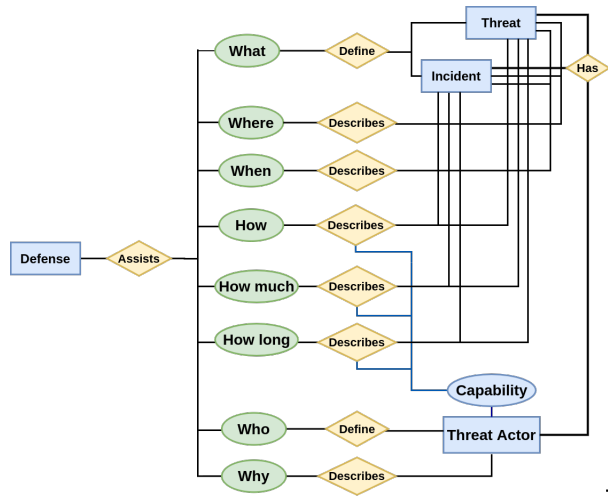 Threat
What
Define
Has
Incident
Where
Describes
When
Describes
How
Describes
Defense
Assists
How much
Describes
How long
Describes
Capability
Who
Define
Threat Actor
Why
Describes
.